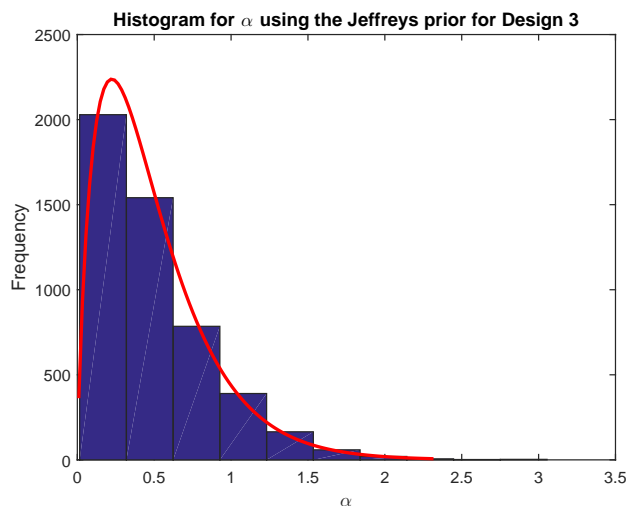 Histogram for α using the Jeffreys prior for Design 3
2500
2000
1500
1000
500
0
Frequency
0 0.5 1 1.5 2 2.5 3 3.5
α